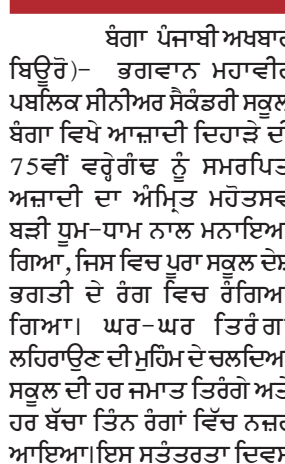 ਬੰਗਾ ਪੰਜਾਬੀ ਅਖਬਾਰ
ਬਿਊਰੋ)- ਭਗਵਾਨ ਮਹਾਵੀਰ
ਪਬਲਿਕ ਸੀਨੀਅਰ ਸੈਕੰਡਰੀ ਸਕੂਲ
ਬੰਗਾ ਵਿਖੇ ਆਜ਼ਾਦੀ ਦਿਹਾੜੇ ਦੀ
75ਵੀਂ ਵਰ੍ਹੇਗੰਢ ਨੂੰ ਸਮਰਪਿਤ
ਅਜ਼ਾਦੀ ਦਾ ਅੰਮ੍ਰਿਤ ਮਹੋਤਸਵ
ਬੜੀ ਧੂਮ-ਧਾਮ ਨਾਲ ਮਨਾਇਆ
ਗਿਆ,ਜਿਸ ਵਿਚ ਪੂਰਾ ਸਕੂਲ ਦੇਸ਼
ਭਗਤੀ ਦੇ ਰੰਗ ਵਿਚ ਰੰਗਿਆ
ਗਿਆ। ਘਰ-ਘਰ ਤਿਰੰਗਾ
ਲਹਿਰਾਉਣ ਦੀ ਮੁਹਿੰਮ ਦੇ ਚਲਦਿਆ
ਸਕੂਲ ਦੀ ਹਰ ਜਮਾਤ ਤਿਰੰਗੇ ਅਤੇ
ਹਰ ਬੱਚਾ ਤਿੰਨ ਰੰਗਾਂ ਵਿੱਚ ਨਜ਼ਰ
ਆਇਆ।ਇਸ ਸਤੰਤਰਤਾ ਦਿਵਸ